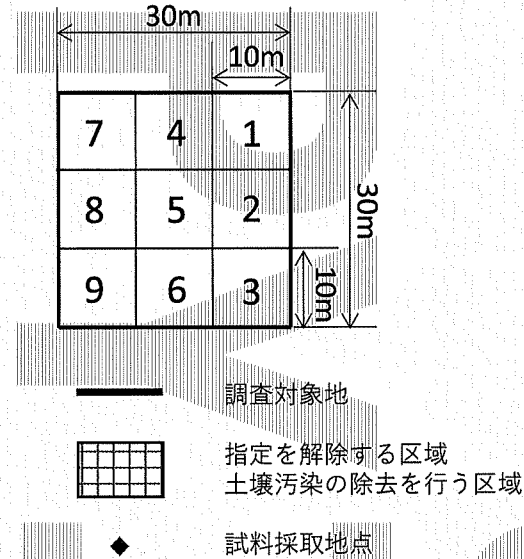 30m
10m
7 4 1
8 5 2
9 6 3
30m
10m
調査対象地
指定を解除する区域
土壌汚染の除去を行う区域
試料採取地点